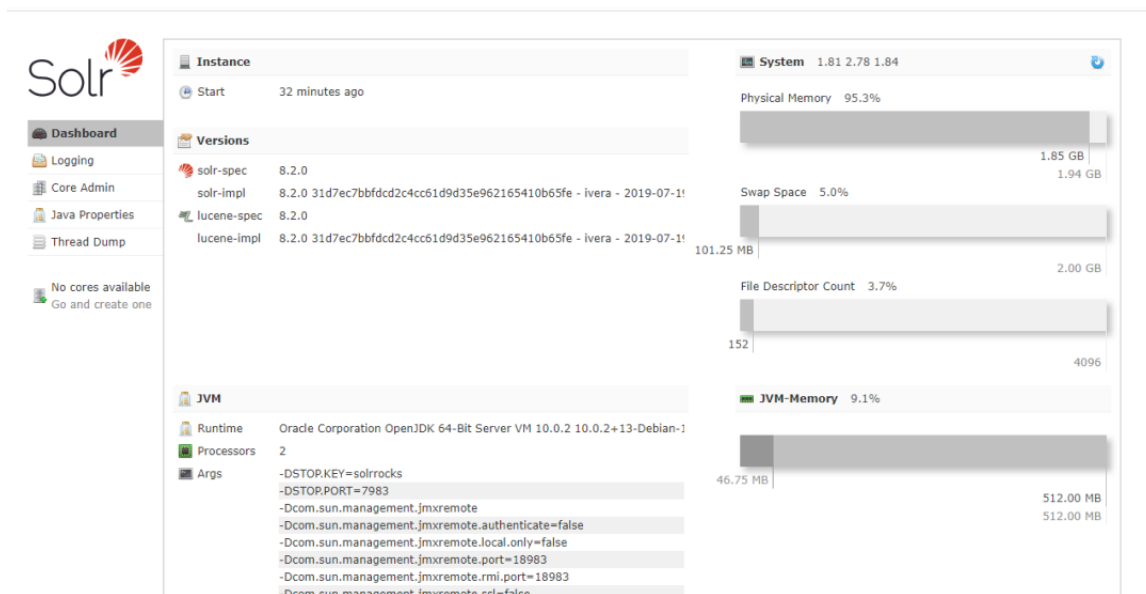 Solr
Dashboard
Logging
Core Admin
Java Properties
Thread Dump
No cores available
Go and create one
Instance
Start 32 minutes ago
Versions
solr-spec 8.2.0
solr-impl 8.2.0 31d7ec7bbfdcd2c4cc61d9d35e962165410b65fe - ivera - 2019-07-19
lucene-spec 8.2.0
lucene-impl 8.2.0 31d7ec7bbfdcd2c4cc61d9d35e962165410b65fe - ivera - 2019-07-19
JVM
Runtime Oracle Corporation OpenJDK 64-Bit Server VM 10.0.2 10.0.2+13-Debian-1
Processors 2
Args -DSTOP.KEY=solrrocks
-DSTOP.PORT=7983
-Dcom.sun.management.jmxremote
-Dcom.sun.management.jmxremote.authenticate=false
-Dcom.sun.management.jmxremote.local.only=false
-Dcom.sun.management.jmxremote.port=18983
-Dcom.sun.management.jmxremote.rmi.port=18983
-Dcom.sun.management.jmxremote.ssl=false
System 1.81 2.78 1.84
Physical Memory 95.3%
1.85 GB
1.94 GB
Swap Space 5.0%
101.25 MB
2.00 GB
File Descriptor Count 3.7%
152
4096
JVM-Memory 9.1%
46.75 MB
512.00 MB
512.00 MB